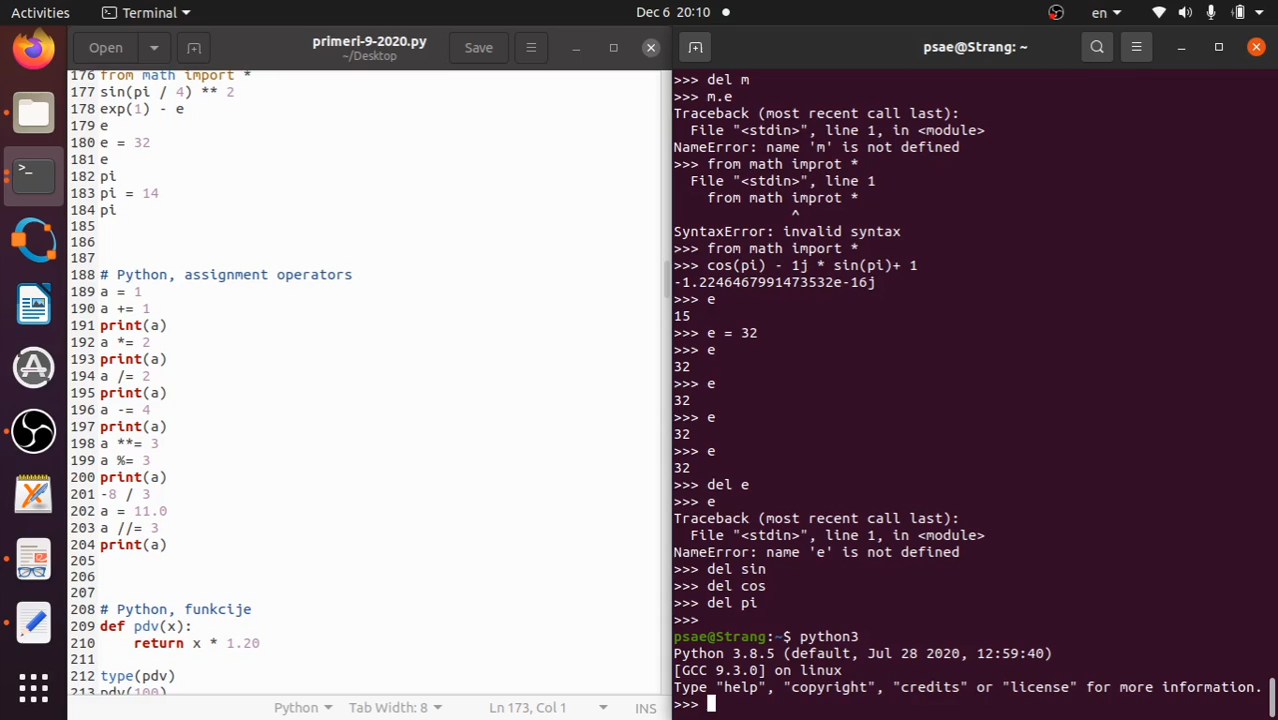 Activities
Terminal
Dec 6 20:10
en
Open
primeri-9-2020.py
~/Desktop
Save
176 from math import *
177 sin(pi / 4) ** 2
178 exp(1) - e
179 e
180 e = 32
181 e
182 pi
183 pi = 14
184 pi
185
186
187
188 # Python, assignment operators
189 a = 1
190 a += 1
191 print(a)
192 a *= 2
193 print(a)
194 a /= 2
195 print(a)
196 a -= 4
197 print(a)
198 a **= 3
199 a %= 3
200 print(a)
201 -8 / 3
202 a = 11.0
203 a //= 3
204 print(a)
205
206
207
208 # Python, funkcije
209 def pdv(x):
210     return x * 1.20
211
212 type(pdv)
213 pdv(100)
Python
Tab Width: 8
Ln 173, Col 1
INS
psae@Strang: ~
>>> del m
>>> m.e
Traceback (most recent call last):
  File "<stdin>", line 1, in <module>
NameError: name 'm' is not defined
>>> from math improt *
  File "<stdin>", line 1
    from math improt *
              ^
SyntaxError: invalid syntax
>>> from math import *
>>> cos(pi) - 1j * sin(pi)+ 1
-1.2246467991473532e-16j
>>> e
15
>>> e = 32
>>> e
32
>>> e
32
>>> e
32
>>> e
32
>>> del e
>>> e
Traceback (most recent call last):
  File "<stdin>", line 1, in <module>
NameError: name 'e' is not defined
>>> del sin
>>> del cos
>>> del pi
>>>
psae@Strang:~$ python3
Python 3.8.5 (default, Jul 28 2020, 12:59:40)
[GCC 9.3.0] on linux
Type "help", "copyright", "credits" or "license" for more information.
>>>